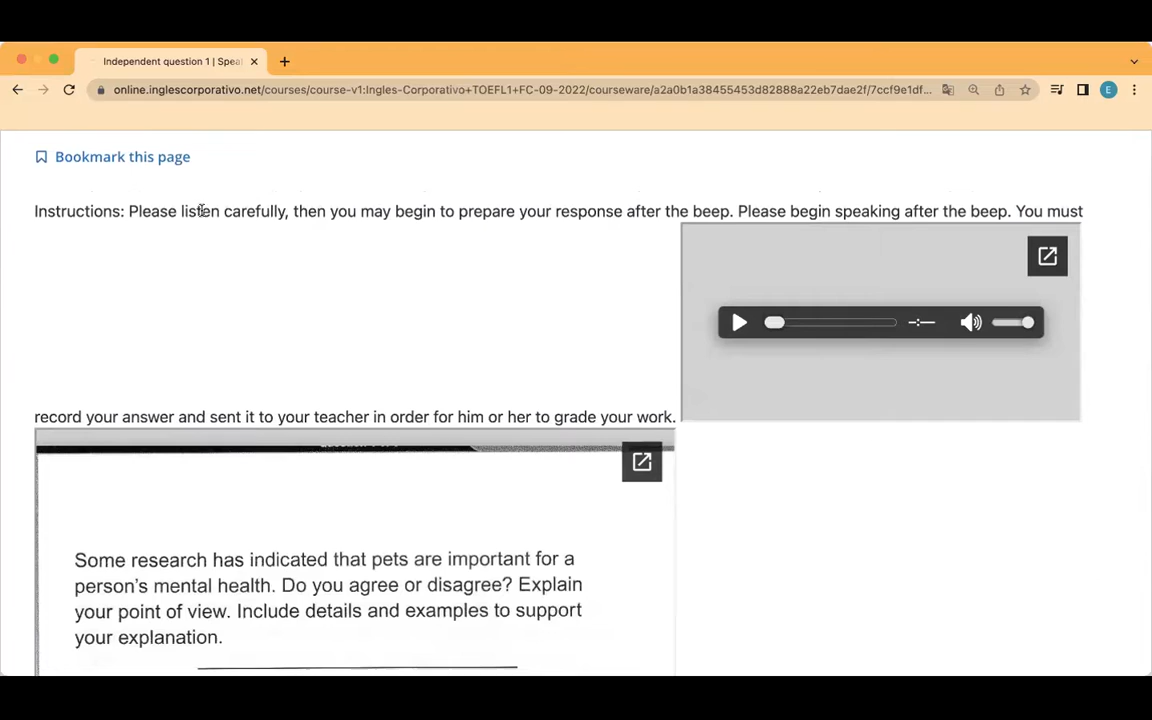 Independent question 1 | Spea
online.inglescorporativo.net/courses/course-v1:Ingles-Corporativo+TOEFL1+FC-09-2022/courseware/a2a0b1a38455453d82888a22eb7dae2f/7ccf9e1df...
E
Bookmark this page
Instructions: Please listen carefully, then you may begin to prepare your response after the beep. Please begin speaking after the beep. You must
-:--
record your answer and sent it to your teacher in order for him or her to grade your work.
Some research has indicated that pets are important for a
person's mental health. Do you agree or disagree? Explain
your point of view. Include details and examples to support
your explanation.